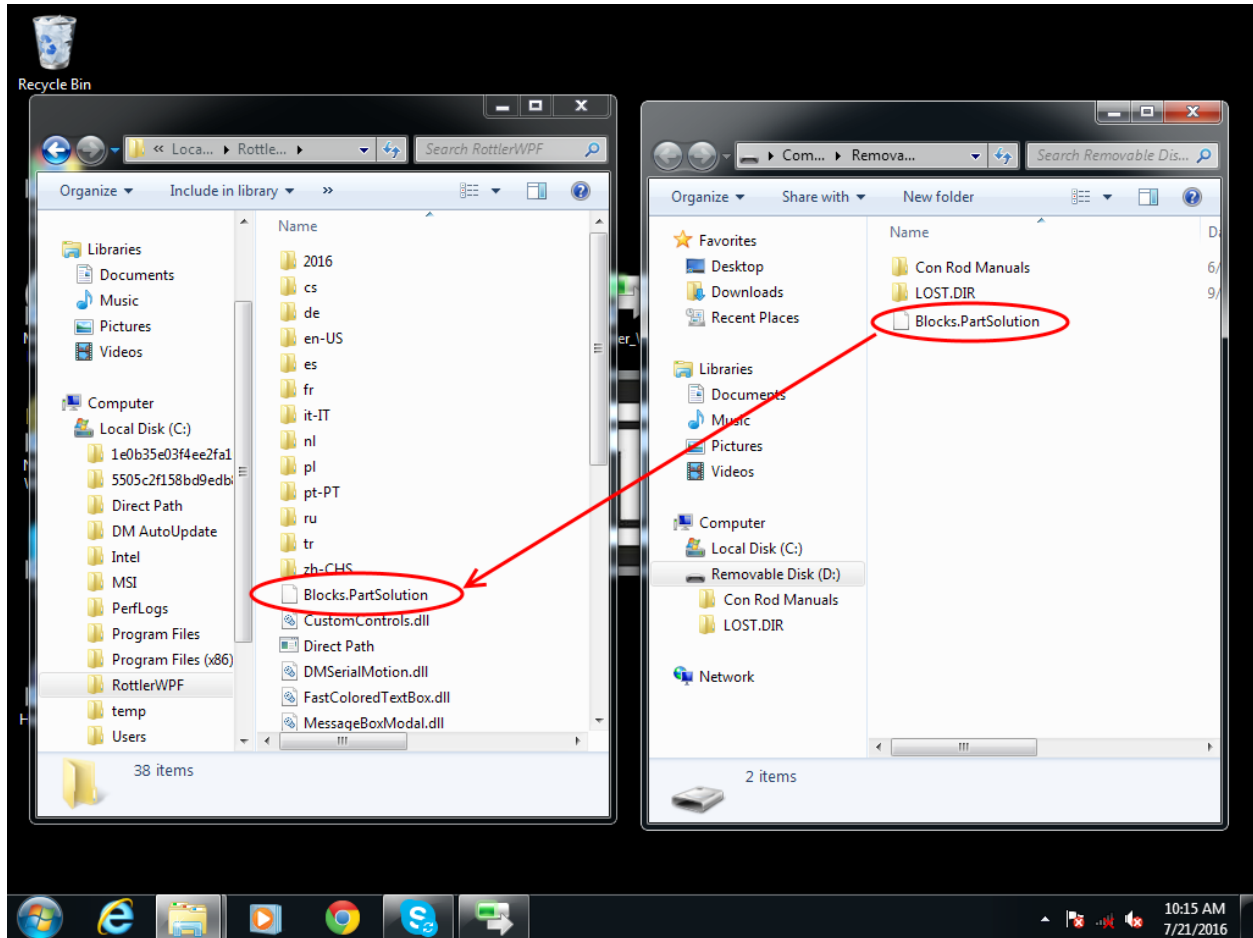 Recycle Bin
« Loca... Rottle...
Search RottlerWPF
Organize
Include in library
»
Libraries
Documents
Music
Pictures
Videos
Computer
Local Disk (C:)
1e0b35e03f4ee2fa1
5505c2f158bd9edb
Direct Path
DM AutoUpdate
Intel
MSI
PerfLogs
Program Files
Program Files (x86)
RottlerWPF
temp
Users
Name
2016
cs
de
en-US
es
fr
it-IT
nl
pl
pt-PT
ru
tr
zh-CHS
Blocks.PartSolution
CustomControls.dll
Direct Path
DMSerialMotion.dll
FastColoredTextBox.dll
MessageBoxModal.dll
38 items
Com... Remova...
Search Removable Dis...
Organize
Share with
New folder
Favorites
Desktop
Downloads
Recent Places
Libraries
Documents
Music
Pictures
Videos
Computer
Local Disk (C:)
Removable Disk (D:)
Con Rod Manuals
LOST.DIR
Network
Name
Con Rod Manuals
6/
LOST.DIR
9/
Blocks.PartSolution
2 items
10:15 AM
7/21/2016